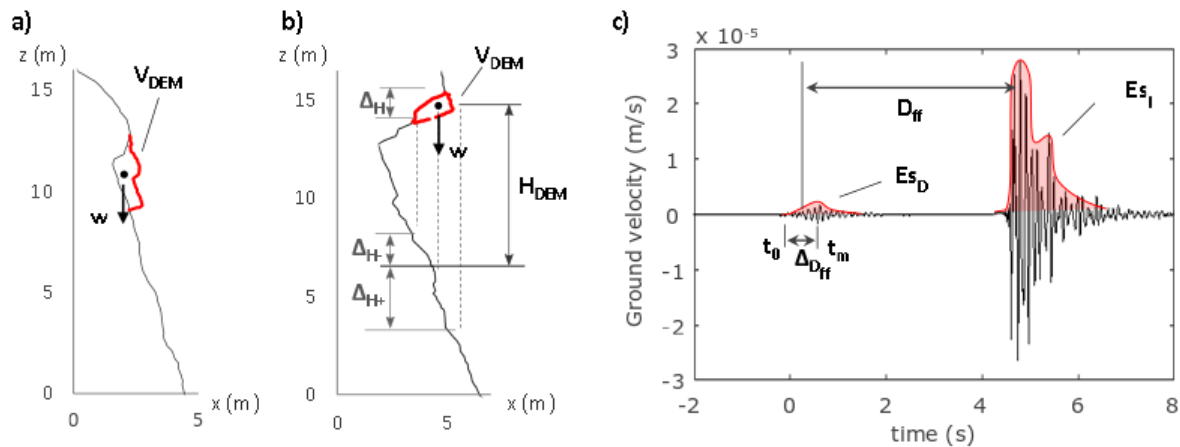 a)
z (m)
15
10
5
0
V_DEM
w
x (m)
5
b)
z (m)
15
10
5
0
V_DEM
Δ_H
w
H_DEM
Δ_H-
Δ_H+
x (m)
0
5
c)
× 10⁻⁵
3
2
1
0
-1
-2
-3
Ground velocity (m/s)
D_ff
Es_I
Es_D
t_0
t_m
Δ_D_ff
-2
0
2
4
6
8
time (s)